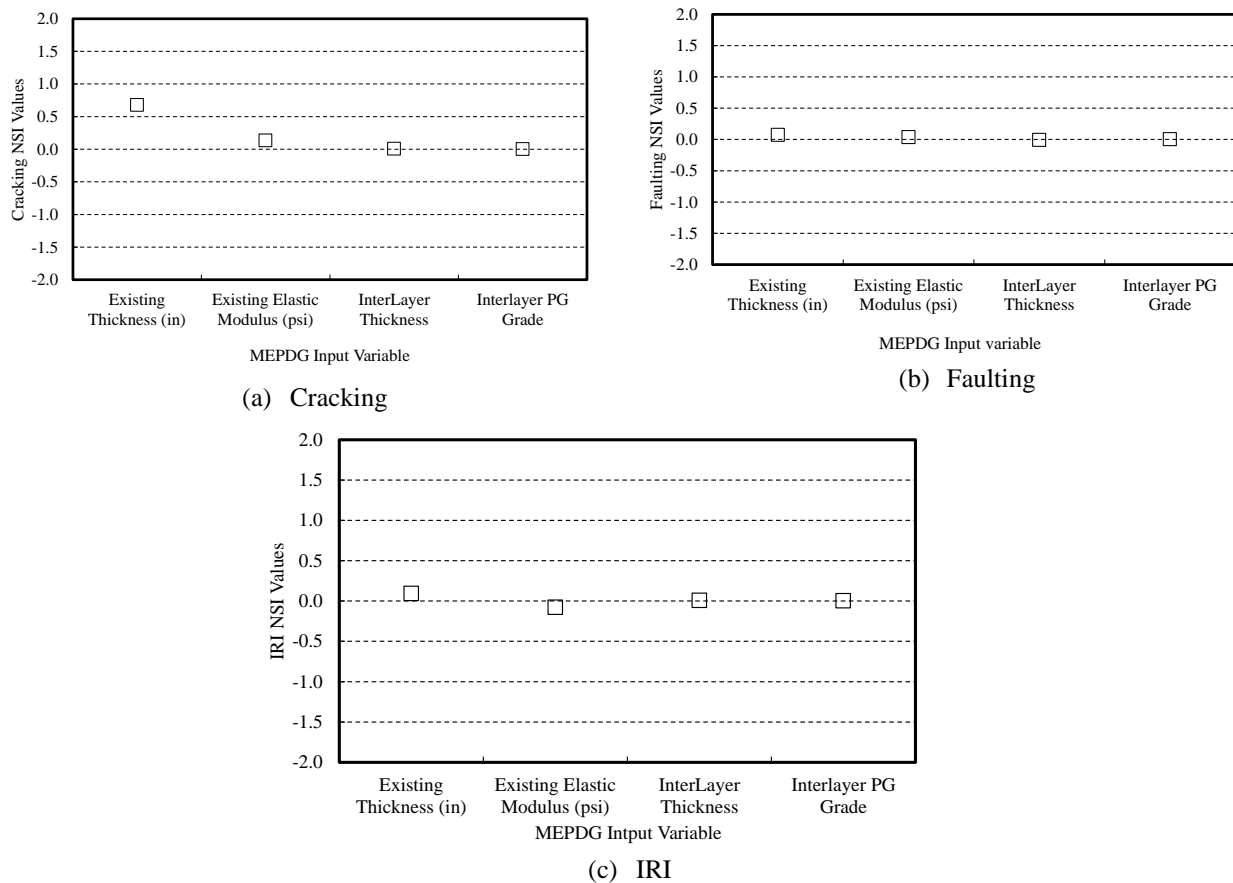 2.0
1.5
1.0
0.5
0.0
-0.5
-1.0
-1.5
-2.0
Cracking NSI Values
Existing Thickness (in)
Existing Elastic Modulus (psi)
InterLayer Thickness
Interlayer PG Grade
MEPDG Input Variable
(a) Cracking
2.0
1.5
1.0
0.5
0.0
-0.5
-1.0
-1.5
-2.0
Faulting NSI Values
Existing Thickness (in)
Existing Elastic Modulus (psi)
InterLayer Thickness
Interlayer PG Grade
MEPDG Input variable
(b) Faulting
2.0
1.5
1.0
0.5
0.0
-0.5
-1.0
-1.5
-2.0
IRI NSI Values
Existing Thickness (in)
Existing Elastic Modulus (psi)
InterLayer Thickness
Interlayer PG Grade
MEPDG Intput Variable
(c) IRI